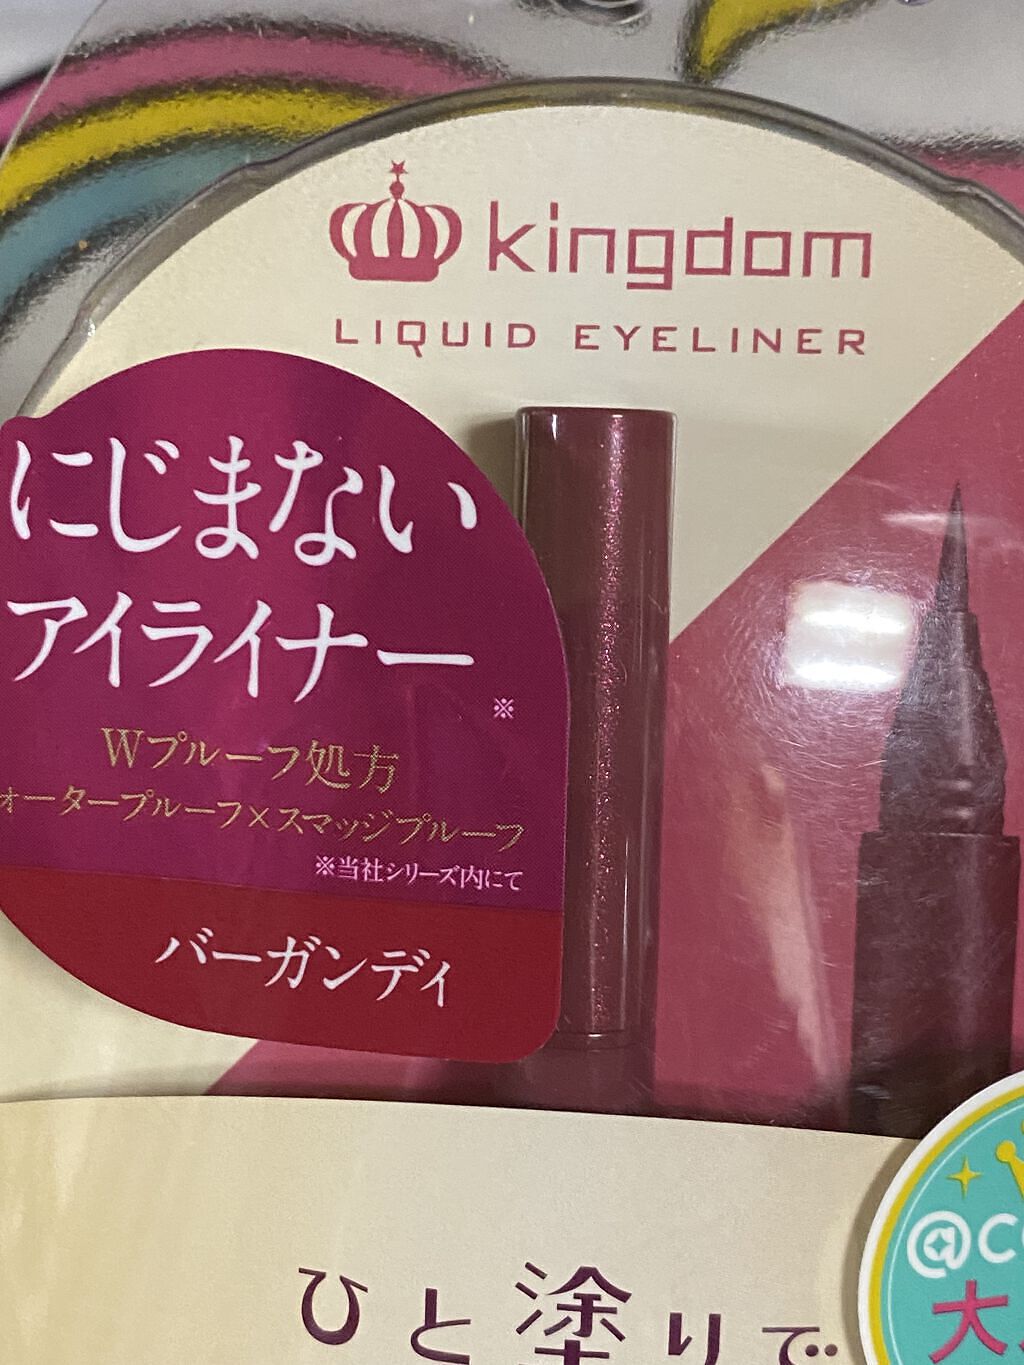 kingdom
LIQUID EYELINER
にじまない
アイライナー
※
Wプルーフ処方
ォータープルーフ×スマッジプルーフ
※当社シリーズ内にて
バーガンディ
ひと塗りで
@c
大